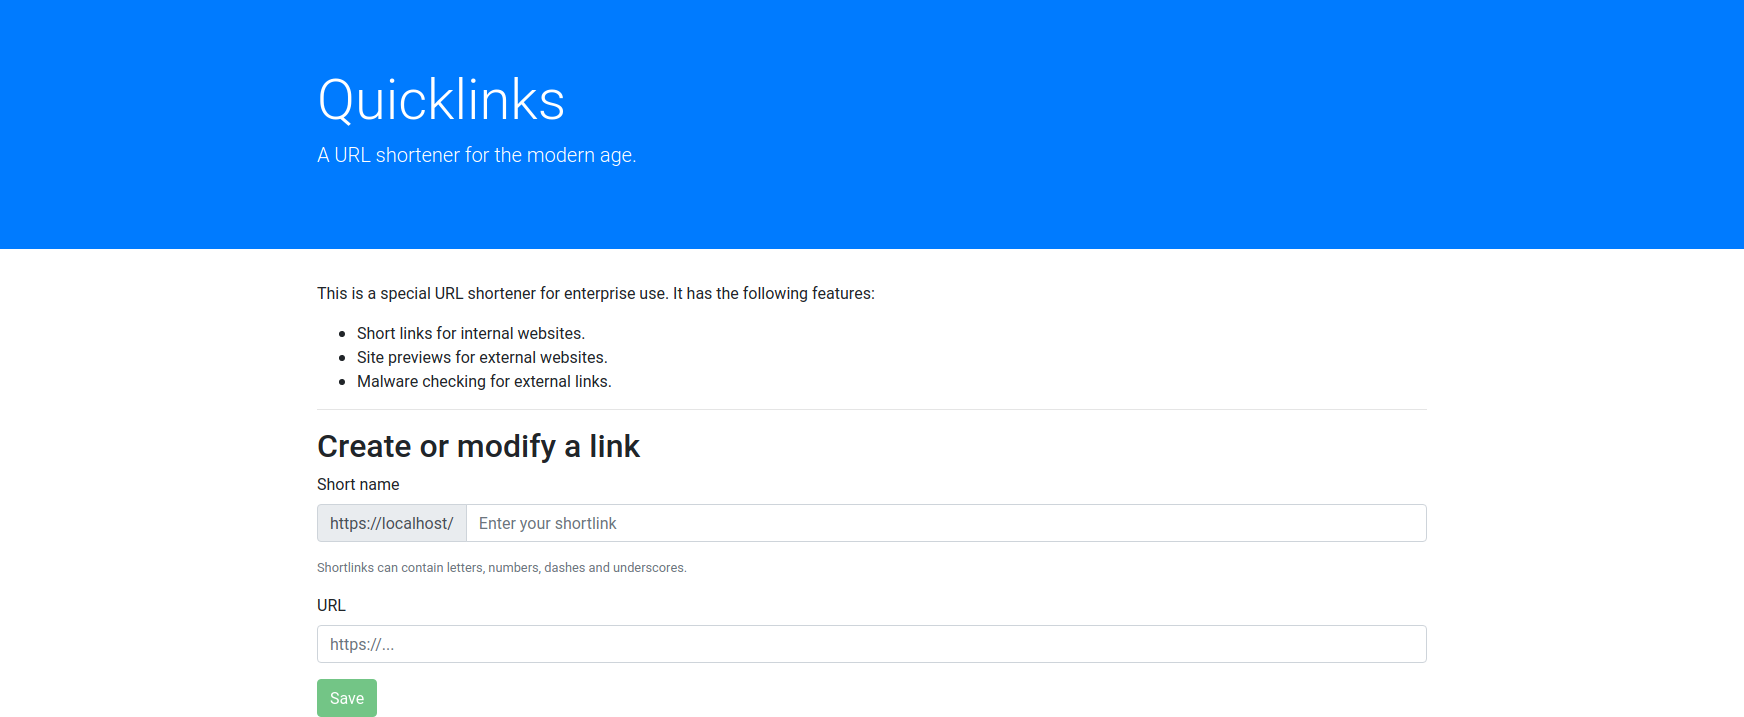 Quicklinks
A URL shortener for the modern age.
This is a special URL shortener for enterprise use. It has the following features:
Short links for internal websites.
Site previews for external websites.
Malware checking for external links.
Create or modify a link
Short name
https://localhost/ Enter your shortlink
Shortlinks can contain letters, numbers, dashes and underscores.
URL
https://...
Save